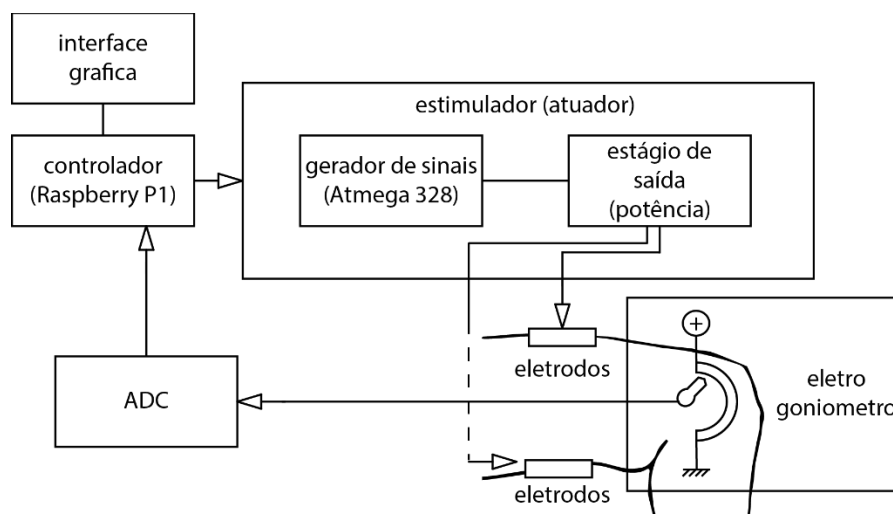 interface
grafica
controlador
(Raspberry P1)
estimulador (atuador)
gerador de sinais
(Atmega 328)
estágio de
saída
(potência)
eletrodos
ADC
eletro
goniometro
eletrodos